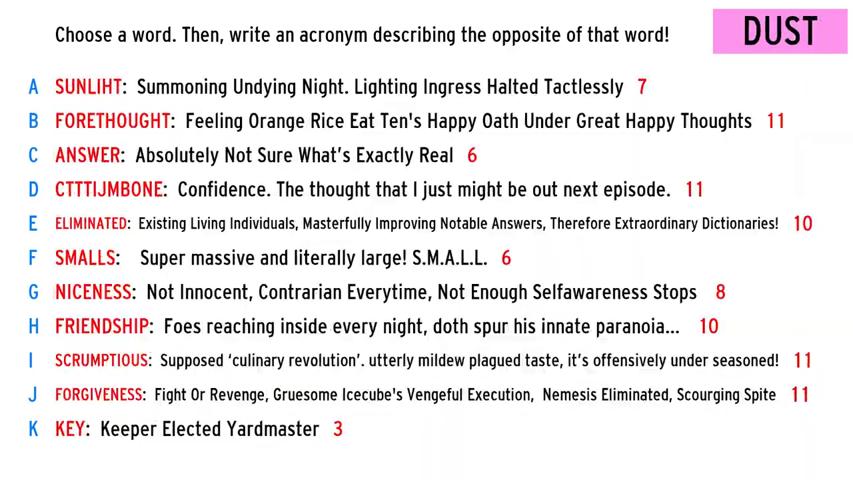 Choose a word. Then, write an acronym describing the opposite of that word!
DUST
A SUNLIHT: Summoning Undying Night. Lighting Ingress Halted Tactlessly 7
B FORETHOUGHT: Feeling Orange Rice Eat Ten's Happy Oath Under Great Happy Thoughts 11
C ANSWER: Absolutely Not Sure What's Exactly Real 6
D CTTTIJMBONE: Confidence. The thought that I just might be out next episode. 11
E ELIMINATED: Existing Living Individuals, Masterfully Improving Notable Answers, Therefore Extraordinary Dictionaries! 10
F SMALLS: Super massive and literally large! S.M.A.L.L. 6
G NICENESS: Not Innocent, Contrarian Everytime, Not Enough Selfawareness Stops 8
H FRIENDSHIP: Foes reaching inside every night, doth spur his innate paranoia... 10
I SCRUMPTIOUS: Supposed 'culinary revolution'. utterly mildew plagued taste, it's offensively under seasoned! 11
J FORGIVENESS: Fight Or Revenge, Gruesome Icecube's Vengeful Execution, Nemesis Eliminated, Scourging Spite 11
K KEY: Keeper Elected Yardmaster 3